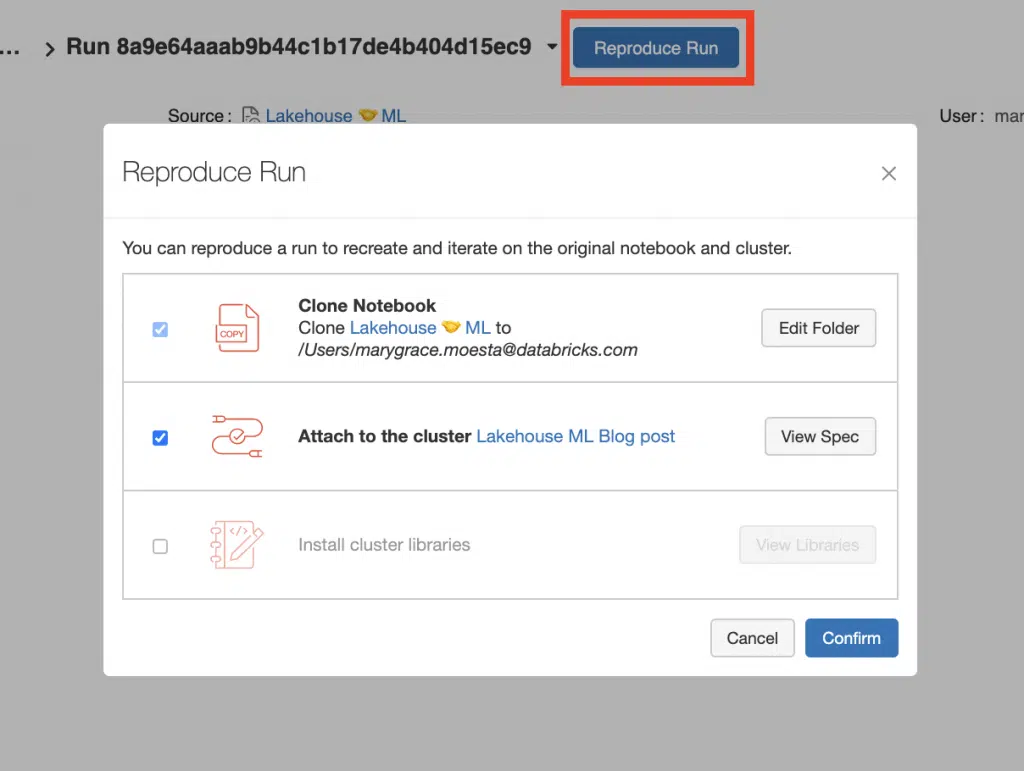 ... > Run 8a9e64aaab9b44c1b17de4b404d15ec9 Reproduce Run
Source : Lakehouse 🤝 ML User :
Reproduce Run
You can reproduce a run to recreate and iterate on the original notebook and cluster.
Clone Notebook
Clone Lakehouse 🤝 ML to
/Users/marygrace.moesta@databricks.com
Edit Folder
COPY
Attach to the cluster Lakehouse ML Blog post
View Spec
Install cluster libraries
View Libraries
Cancel Confirm